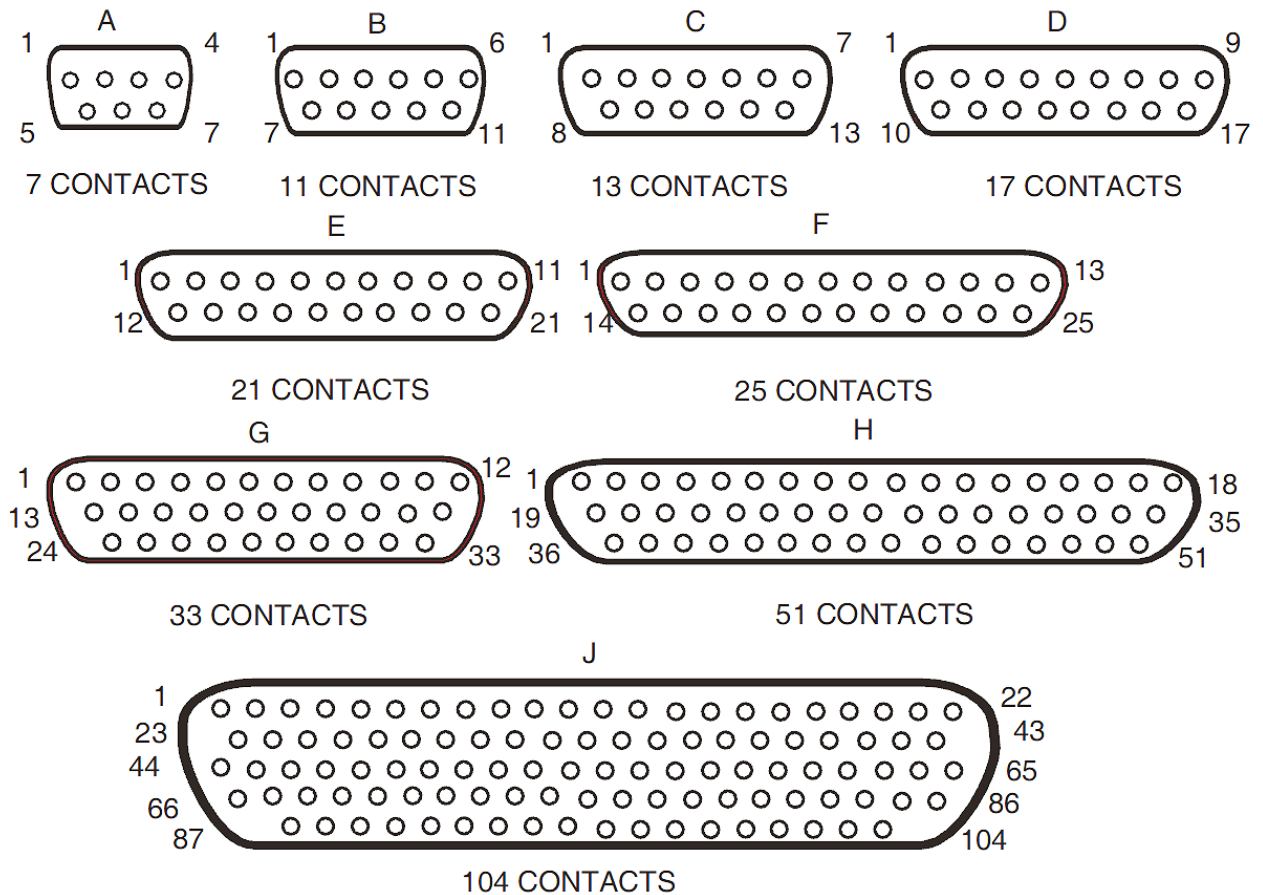 A B C D
1 4 1 6 1 7 1 9
5 7 7 11 8 13 10 17
7 CONTACTS 11 CONTACTS 13 CONTACTS 17 CONTACTS
E F
1 11 1 13
12 21 14 25
21 CONTACTS 25 CONTACTS
G H
1 12 1 18
13 19 35
24 33 36 51
33 CONTACTS 51 CONTACTS
J
1 22
23 43
44 65
66 86
87 104
104 CONTACTS